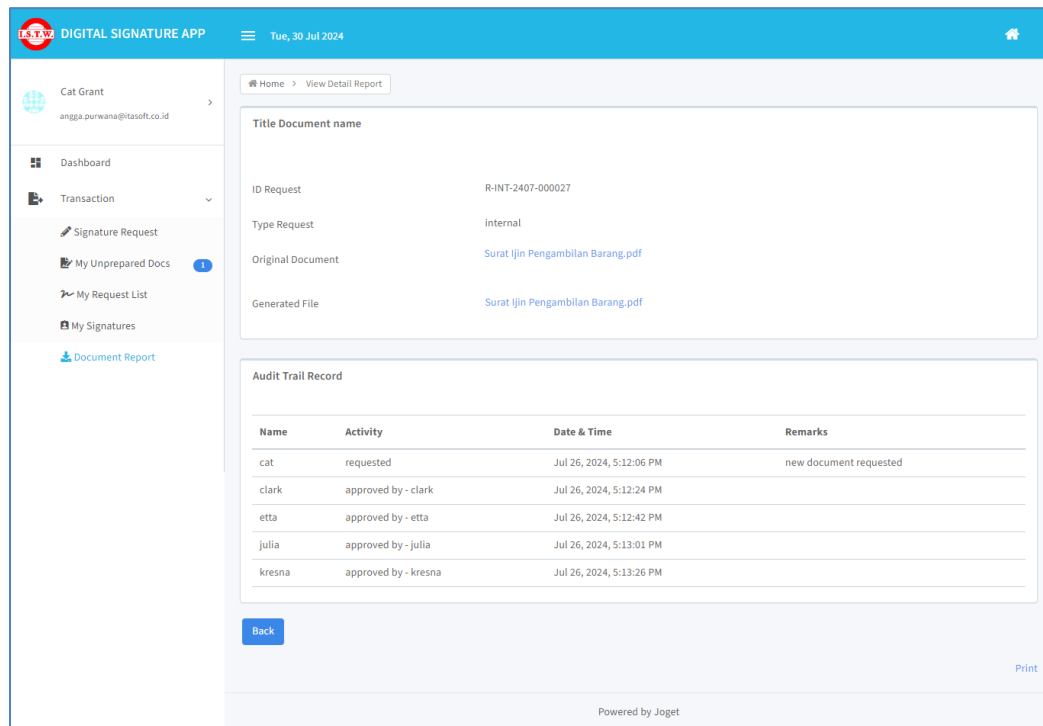 I.S.T.W. DIGITAL SIGNATURE APP
Tue, 30 Jul 2024
Cat Grant
angga.purwana@itasoft.co.id
Dashboard
Transaction
Signature Request
My Unprepared Docs 1
My Request List
My Signatures
Document Report
Home > View Detail Report
Title Document name
ID Request R-INT-2407-000027
Type Request internal
Original Document Surat Ijin Pengambilan Barang.pdf
Generated File Surat Ijin Pengambilan Barang.pdf
Audit Trail Record
Name Activity Date & Time Remarks
cat requested Jul 26, 2024, 5:12:06 PM new document requested
clark approved by - clark Jul 26, 2024, 5:12:24 PM
etta approved by - etta Jul 26, 2024, 5:12:42 PM
julia approved by - julia Jul 26, 2024, 5:13:01 PM
kresna approved by - kresna Jul 26, 2024, 5:13:26 PM
Back
Print
Powered by Joget